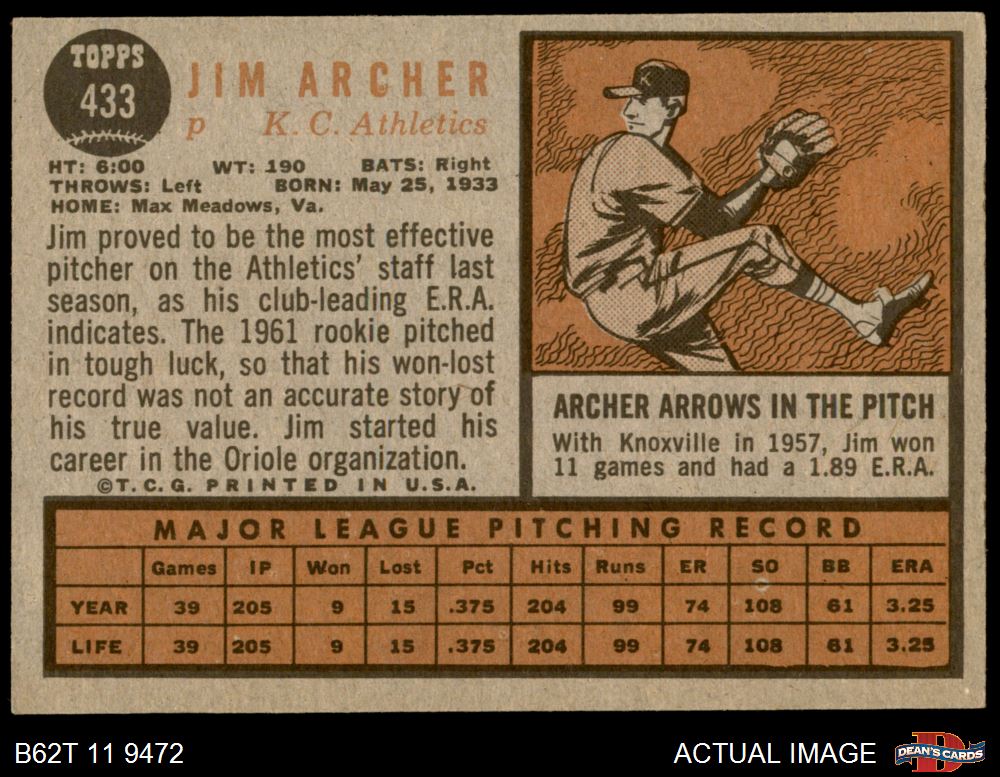 TOPPS
433
JIM ARCHER
p K. C. Athletics
HT: 6:00 WT: 190 BATS: Right
THROWS: Left BORN: May 25, 1933
HOME: Max Meadows, Va.
Jim proved to be the most effective
pitcher on the Athletics' staff last
season, as his club-leading E.R.A.
indicates. The 1961 rookie pitched
in tough luck, so that his won-lost
record was not an accurate story of
his true value. Jim started his
career in the Oriole organization.
©T. C. G. PRINTED IN U.S.A.
K
ARCHER ARROWS IN THE PITCH
With Knoxville in 1957, Jim won
11 games and had a 1.89 E.R.A.
MAJOR LEAGUE PITCHING RECORD
Games IP Won Lost Pct Hits Runs ER SO BB ERA
YEAR 39 205 9 15 .375 204 99 74 108 61 3.25
LIFE 39 205 9 15 .375 204 99 74 108 61 3.25
B62T 11 9472
ACTUAL IMAGE
D
DEAN'S CARDS